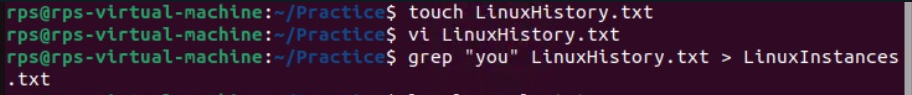 rps@rps-virtual-machine:~/Practice$ touch LinuxHistory.txt
rps@rps-virtual-machine:~/Practice$ vi LinuxHistory.txt
rps@rps-virtual-machine:~/Practice$ grep "you" LinuxHistory.txt > LinuxInstances
.txt